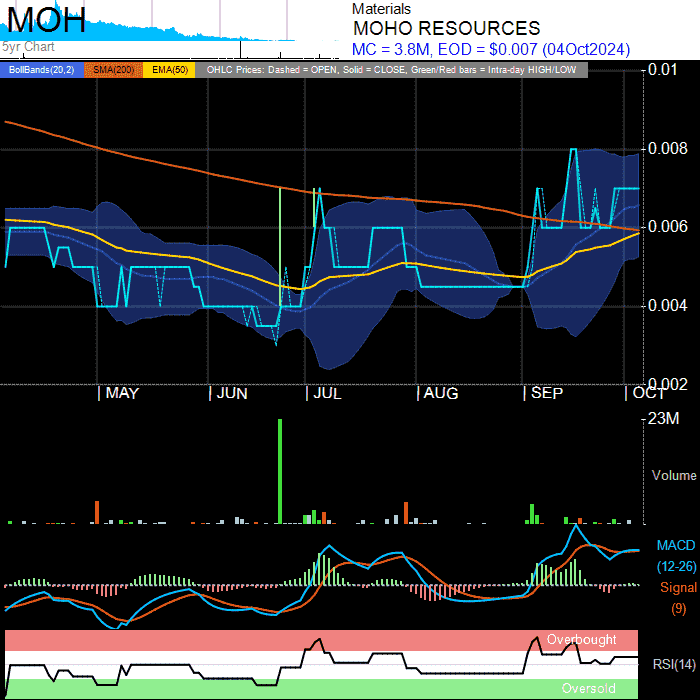 MOH
5yr Chart
Materials
MOHO RESOURCES
MC = 3.8M, EOD = $0.007 (04Oct2024)
BollBands(20,2) SMA(200) EMA(50) OHLC Prices: Dashed = OPEN, Solid = CLOSE, Green/Red bars = Intra-day HIGH/LOW
0.01
0.008
0.006
0.004
0.002
MAY JUN JUL AUG SEP OCT
23M
Volume
MACD
(12-26)
Signal
(9)
Overbought
RSI(14)
Oversold